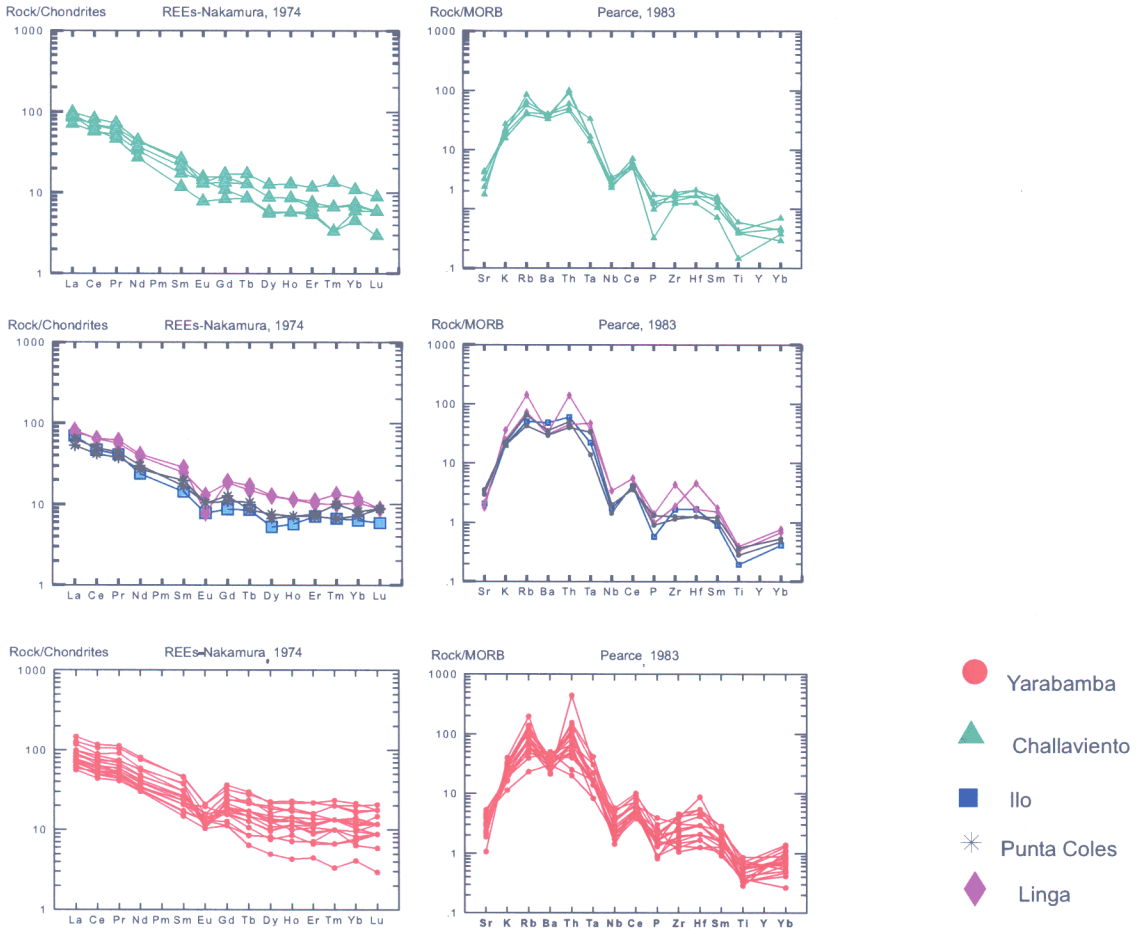 Rock/Chondrites REEs-Nakamura, 1974
1000
100
10
1
La Ce Pr Nd Pm Sm Eu Gd Tb Dy Ho Er Tm Yb Lu
Rock/MORB Pearce, 1983
1000
100
10
1
.1
Sr K Rb Ba Th Ta Nb Ce P Zr Hf Sm Ti Y Yb
Rock/Chondrites REEs-Nakamura, 1974
1000
100
10
1
La Ce Pr Nd Pm Sm Eu Gd Tb Dy Ho Er Tm Yb Lu
Rock/MORB Pearce, 1983
1000
100
10
1
.1
Sr K Rb Ba Th Ta Nb Ce P Zr Hf Sm Ti Y Yb
Rock/Chondrites REEs-Nakamura, 1974
1000
100
10
1
La Ce Pr Nd Pm Sm Eu Gd Tb Dy Ho Er Tm Yb Lu
Rock/MORB Pearce, 1983
1000
100
10
1
.1
Sr K Rb Ba Th Ta Nb Ce P Zr Hf Sm Ti Y Yb
Yarabamba
Challaviento
Ilo
Punta Coles
Linga